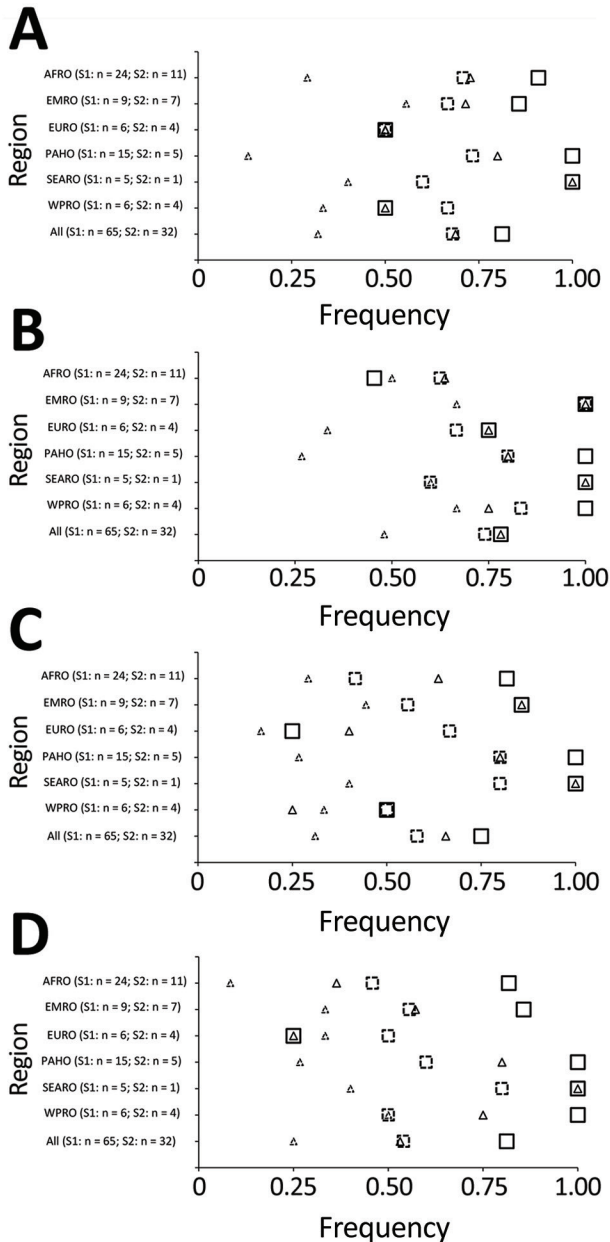 A
Region
AFRO (S1: n = 24; S2: n = 11)
EMRO (S1: n = 9; S2: n = 7)
EURO (S1: n = 6; S2: n = 4)
PAHO (S1: n = 15; S2: n = 5)
SEARO (S1: n = 5; S2: n = 1)
WPRO (S1: n = 6; S2: n = 4)
All (S1: n = 65; S2: n = 32)
0 0.25 0.50 0.75 1.00
Frequency
B
Region
AFRO (S1: n = 24; S2: n = 11)
EMRO (S1: n = 9; S2: n = 7)
EURO (S1: n = 6; S2: n = 4)
PAHO (S1: n = 15; S2: n = 5)
SEARO (S1: n = 5; S2: n = 1)
WPRO (S1: n = 6; S2: n = 4)
All (S1: n = 65; S2: n = 32)
0 0.25 0.50 0.75 1.00
Frequency
C
Region
AFRO (S1: n = 24; S2: n = 11)
EMRO (S1: n = 9; S2: n = 7)
EURO (S1: n = 6; S2: n = 4)
PAHO (S1: n = 15; S2: n = 5)
SEARO (S1: n = 5; S2: n = 1)
WPRO (S1: n = 6; S2: n = 4)
All (S1: n = 65; S2: n = 32)
0 0.25 0.50 0.75 1.00
Frequency
D
Region
AFRO (S1: n = 24; S2: n = 11)
EMRO (S1: n = 9; S2: n = 7)
EURO (S1: n = 6; S2: n = 4)
PAHO (S1: n = 15; S2: n = 5)
SEARO (S1: n = 5; S2: n = 1)
WPRO (S1: n = 6; S2: n = 4)
All (S1: n = 65; S2: n = 32)
0 0.25 0.50 0.75 1.00
Frequency